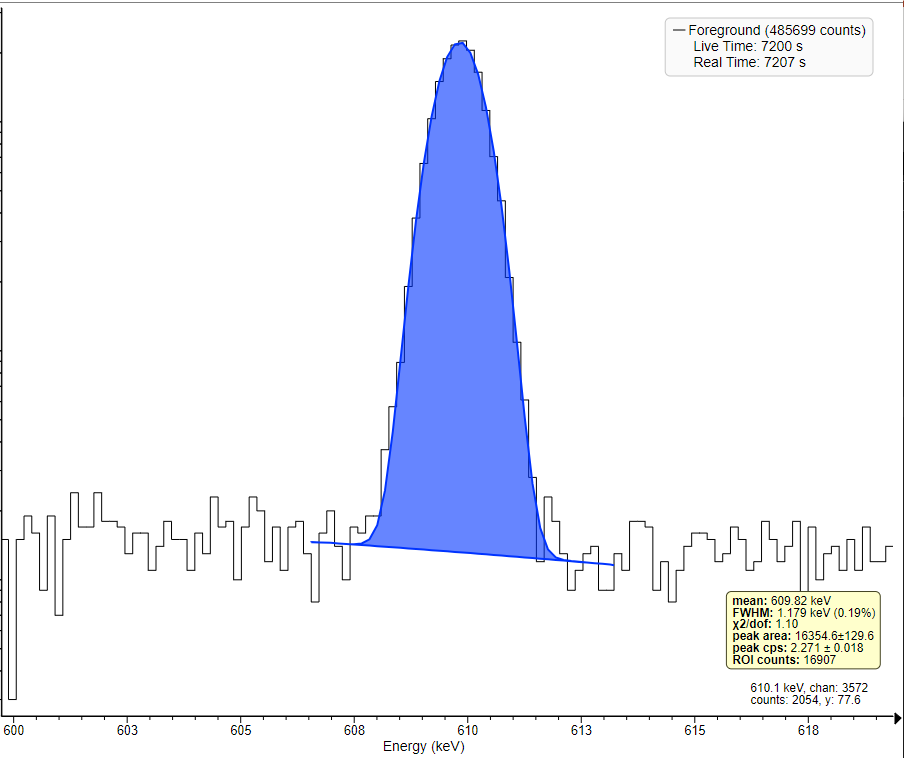 Foreground (485699 counts)
Live Time: 7200 s
Real Time: 7207 s
mean: 609.82 keV
FWHM: 1.179 keV (0.19%)
χ2/dof: 1.10
peak area: 16354.6±129.6
peak cps: 2.271 ± 0.018
ROI counts: 16907
610.1 keV, chan: 3572
counts: 2054, y: 77.6
600 603 605 608 610 613 615 618
Energy (keV)